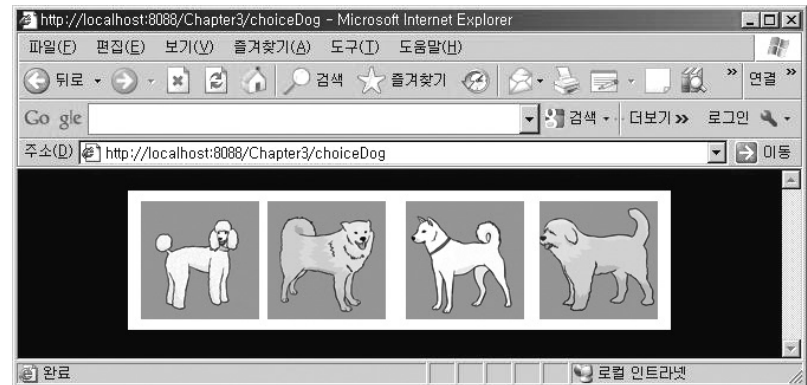 http://localhost:8088/Chapter3/choiceDog - Microsoft Internet Explorer
파일(F) 편집(E) 보기(V) 즐겨찾기(A) 도구(T) 도움말(H)
뒤로 검색 즐겨찾기 » 연결 »
Go gle 검색 더보기 » 로그인
주소(D) http://localhost:8088/Chapter3/choiceDog 이동
완료 로컬 인트라넷